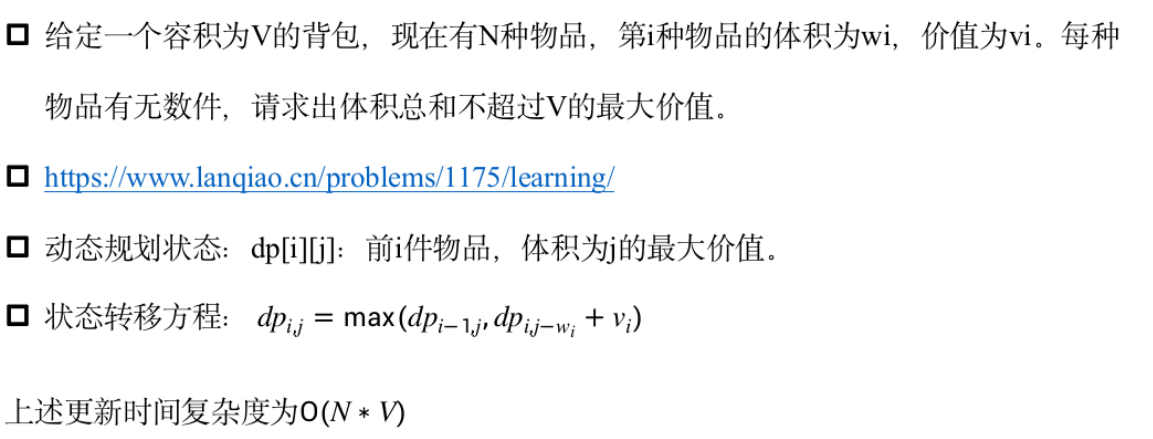 给定一个容积为V的背包，现在有N种物品，第i种物品的体积为wi，价值为vi。每种
物品有无数件，请求出体积总和不超过V的最大价值。
https://www.lanqiao.cn/problems/1175/learning/
动态规划状态：dp[i][j]：前i件物品，体积为j的最大价值。
状态转移方程： dp_{i,j} = max(dp_{i−1,j}, dp_{i,j−w_i} + v_i)
上述更新时间复杂度为O(N * V)